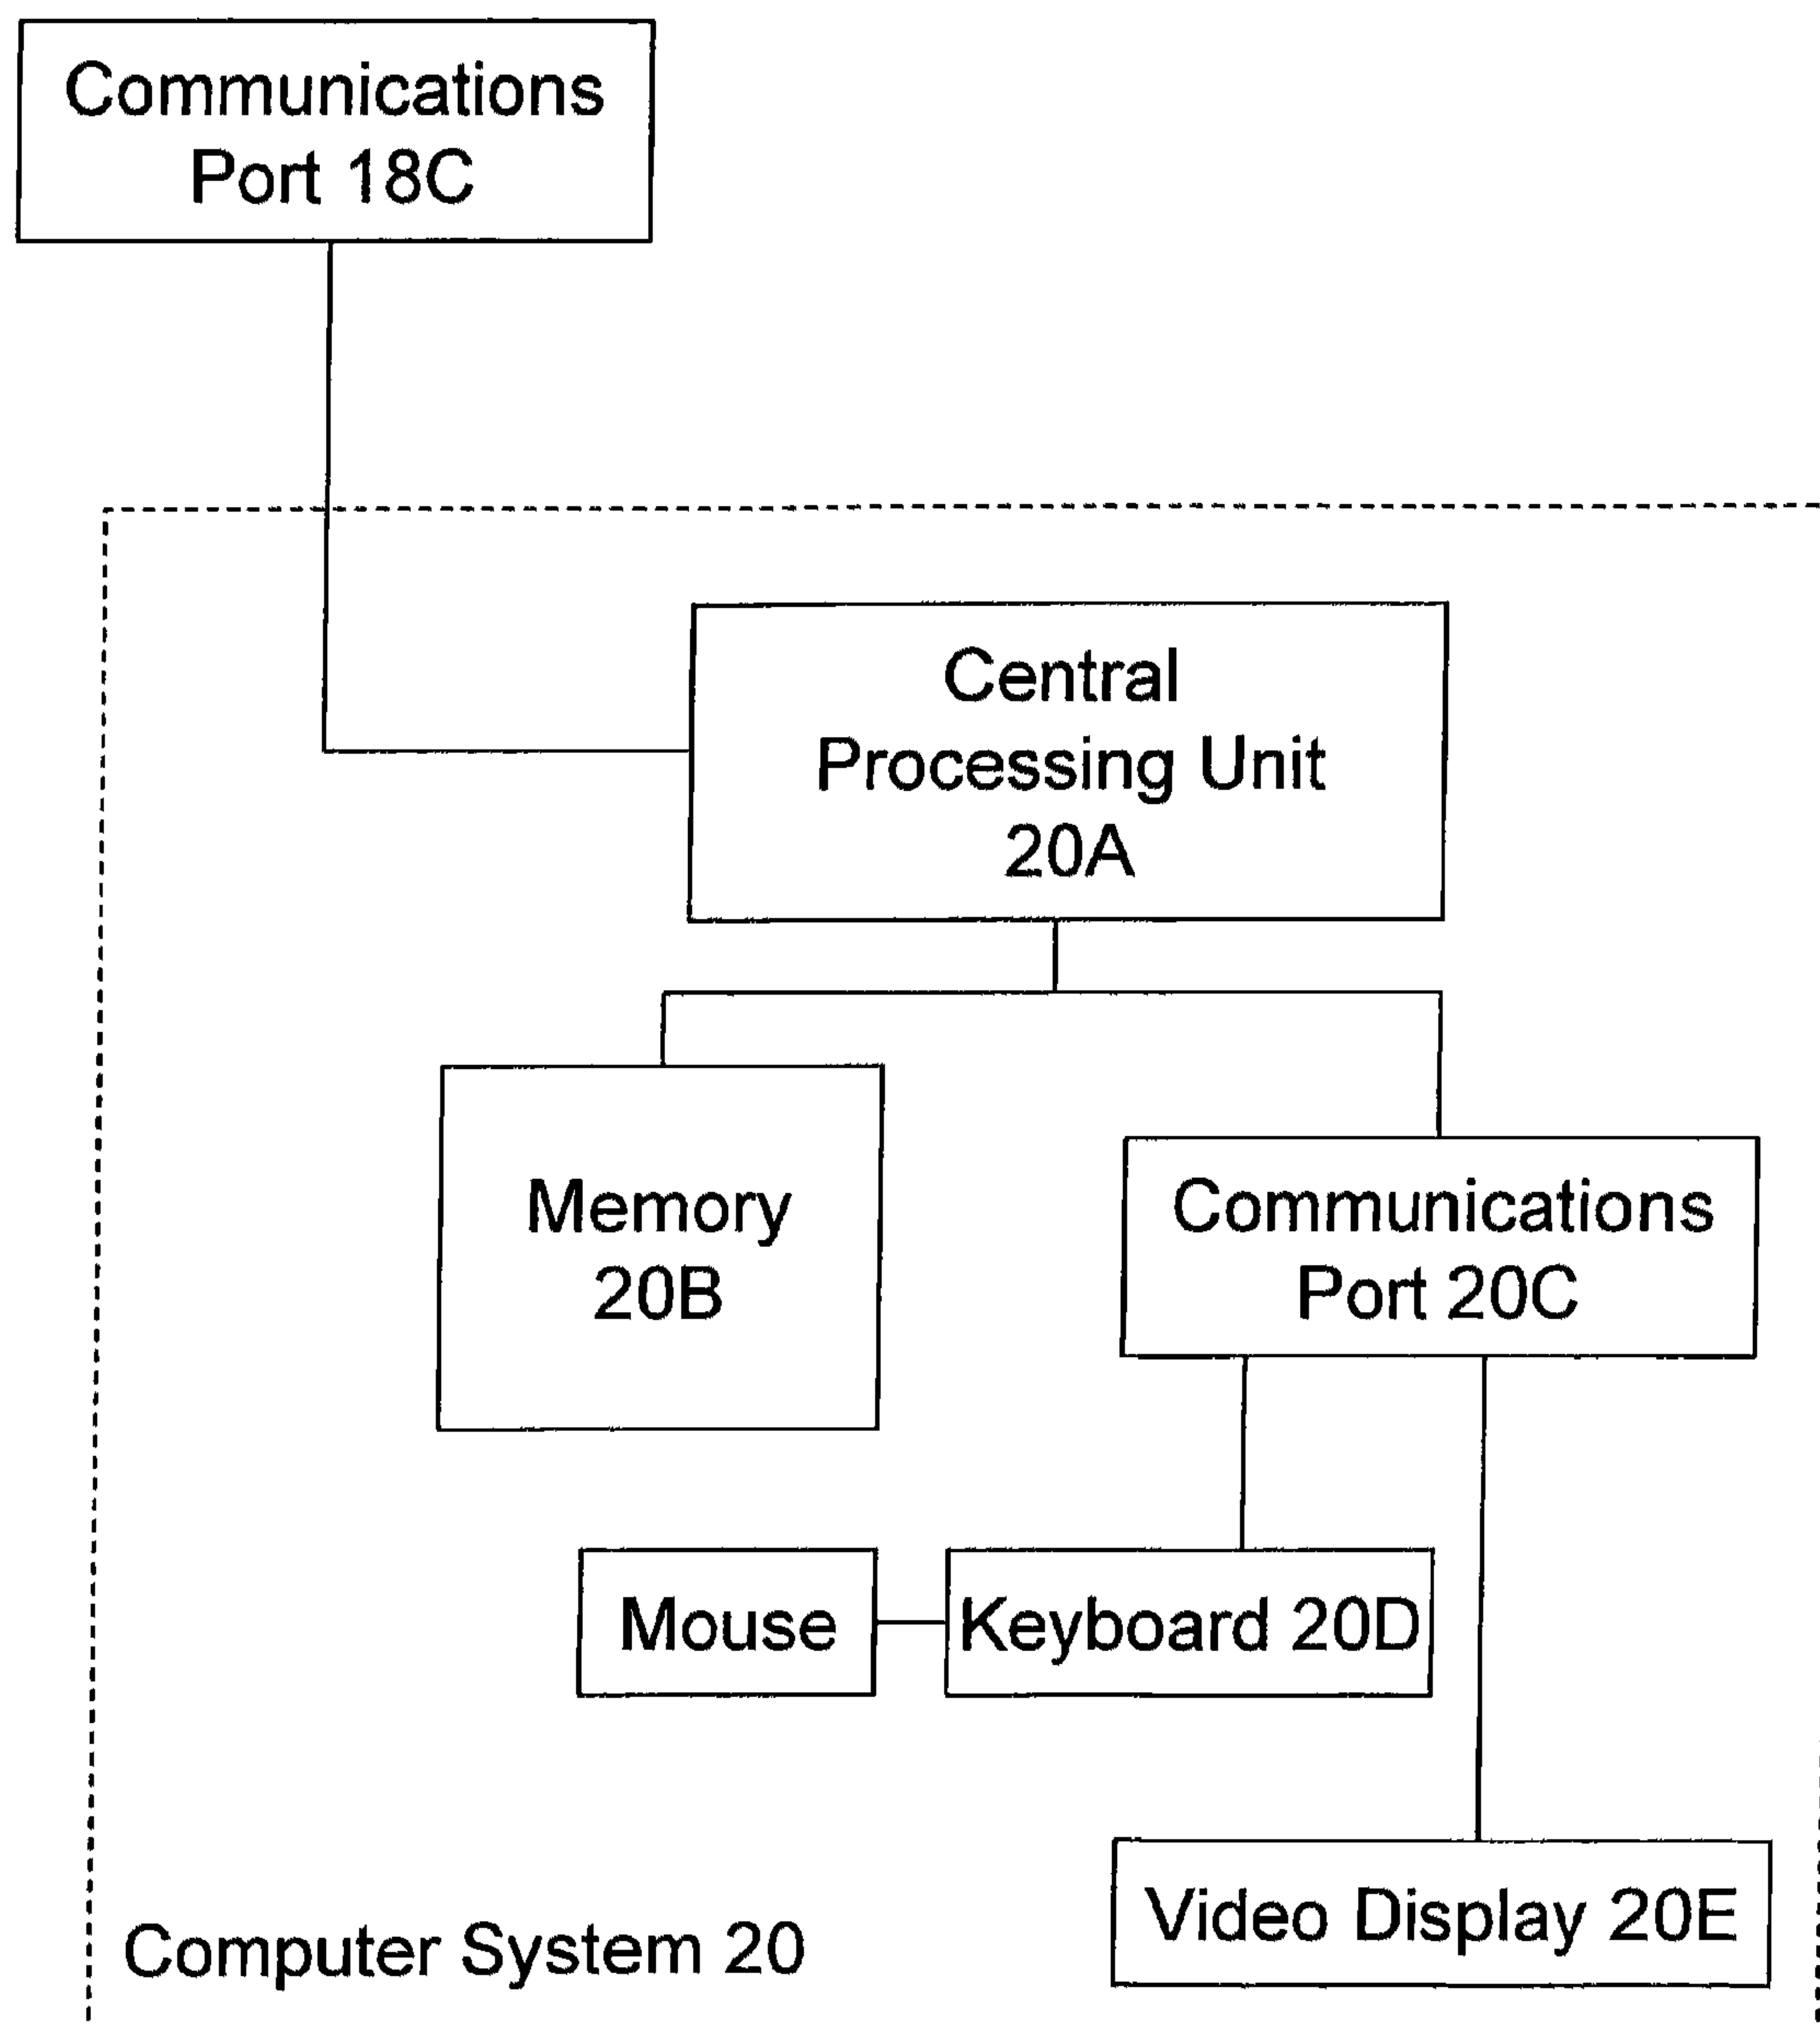 Communications
Port 18C
Central
Processing Unit
20A
Memory
20B
Communications
Port 20C
Mouse
Keyboard 20D
Video Display 20E
Computer System 20